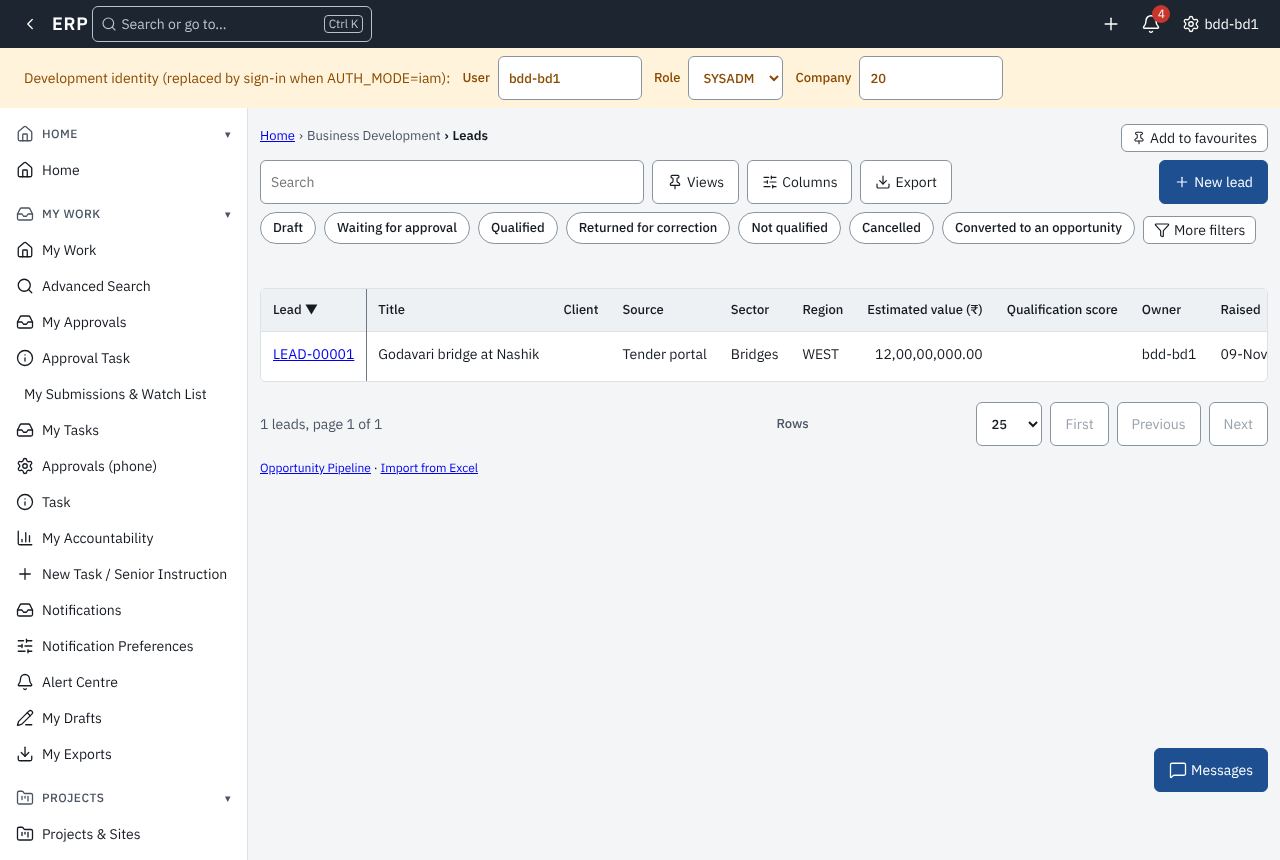 ERP Search or go to... Ctrl K 4 bdd-bd1
Development identity (replaced by sign-in when AUTH_MODE=iam): User bdd-bd1 Role SYSADM Company 20
HOME
Home
MY WORK
My Work
Advanced Search
My Approvals
Approval Task
My Submissions & Watch List
My Tasks
Approvals (phone)
Task
My Accountability
New Task / Senior Instruction
Notifications
Notification Preferences
Alert Centre
My Drafts
My Exports
PROJECTS
Projects & Sites
Home › Business Development › Leads
Add to favourites
Search Views Columns Export New lead
Draft Waiting for approval Qualified Returned for correction Not qualified Cancelled Converted to an opportunity More filters
Lead ▼ Title Client Source Sector Region Estimated value (₹) Qualification score Owner Raised
LEAD-00001 Godavari bridge at Nashik Tender portal Bridges WEST 12,00,00,000.00 bdd-bd1 09-Nov
1 leads, page 1 of 1 Rows 25 First Previous Next
Opportunity Pipeline · Import from Excel
Messages